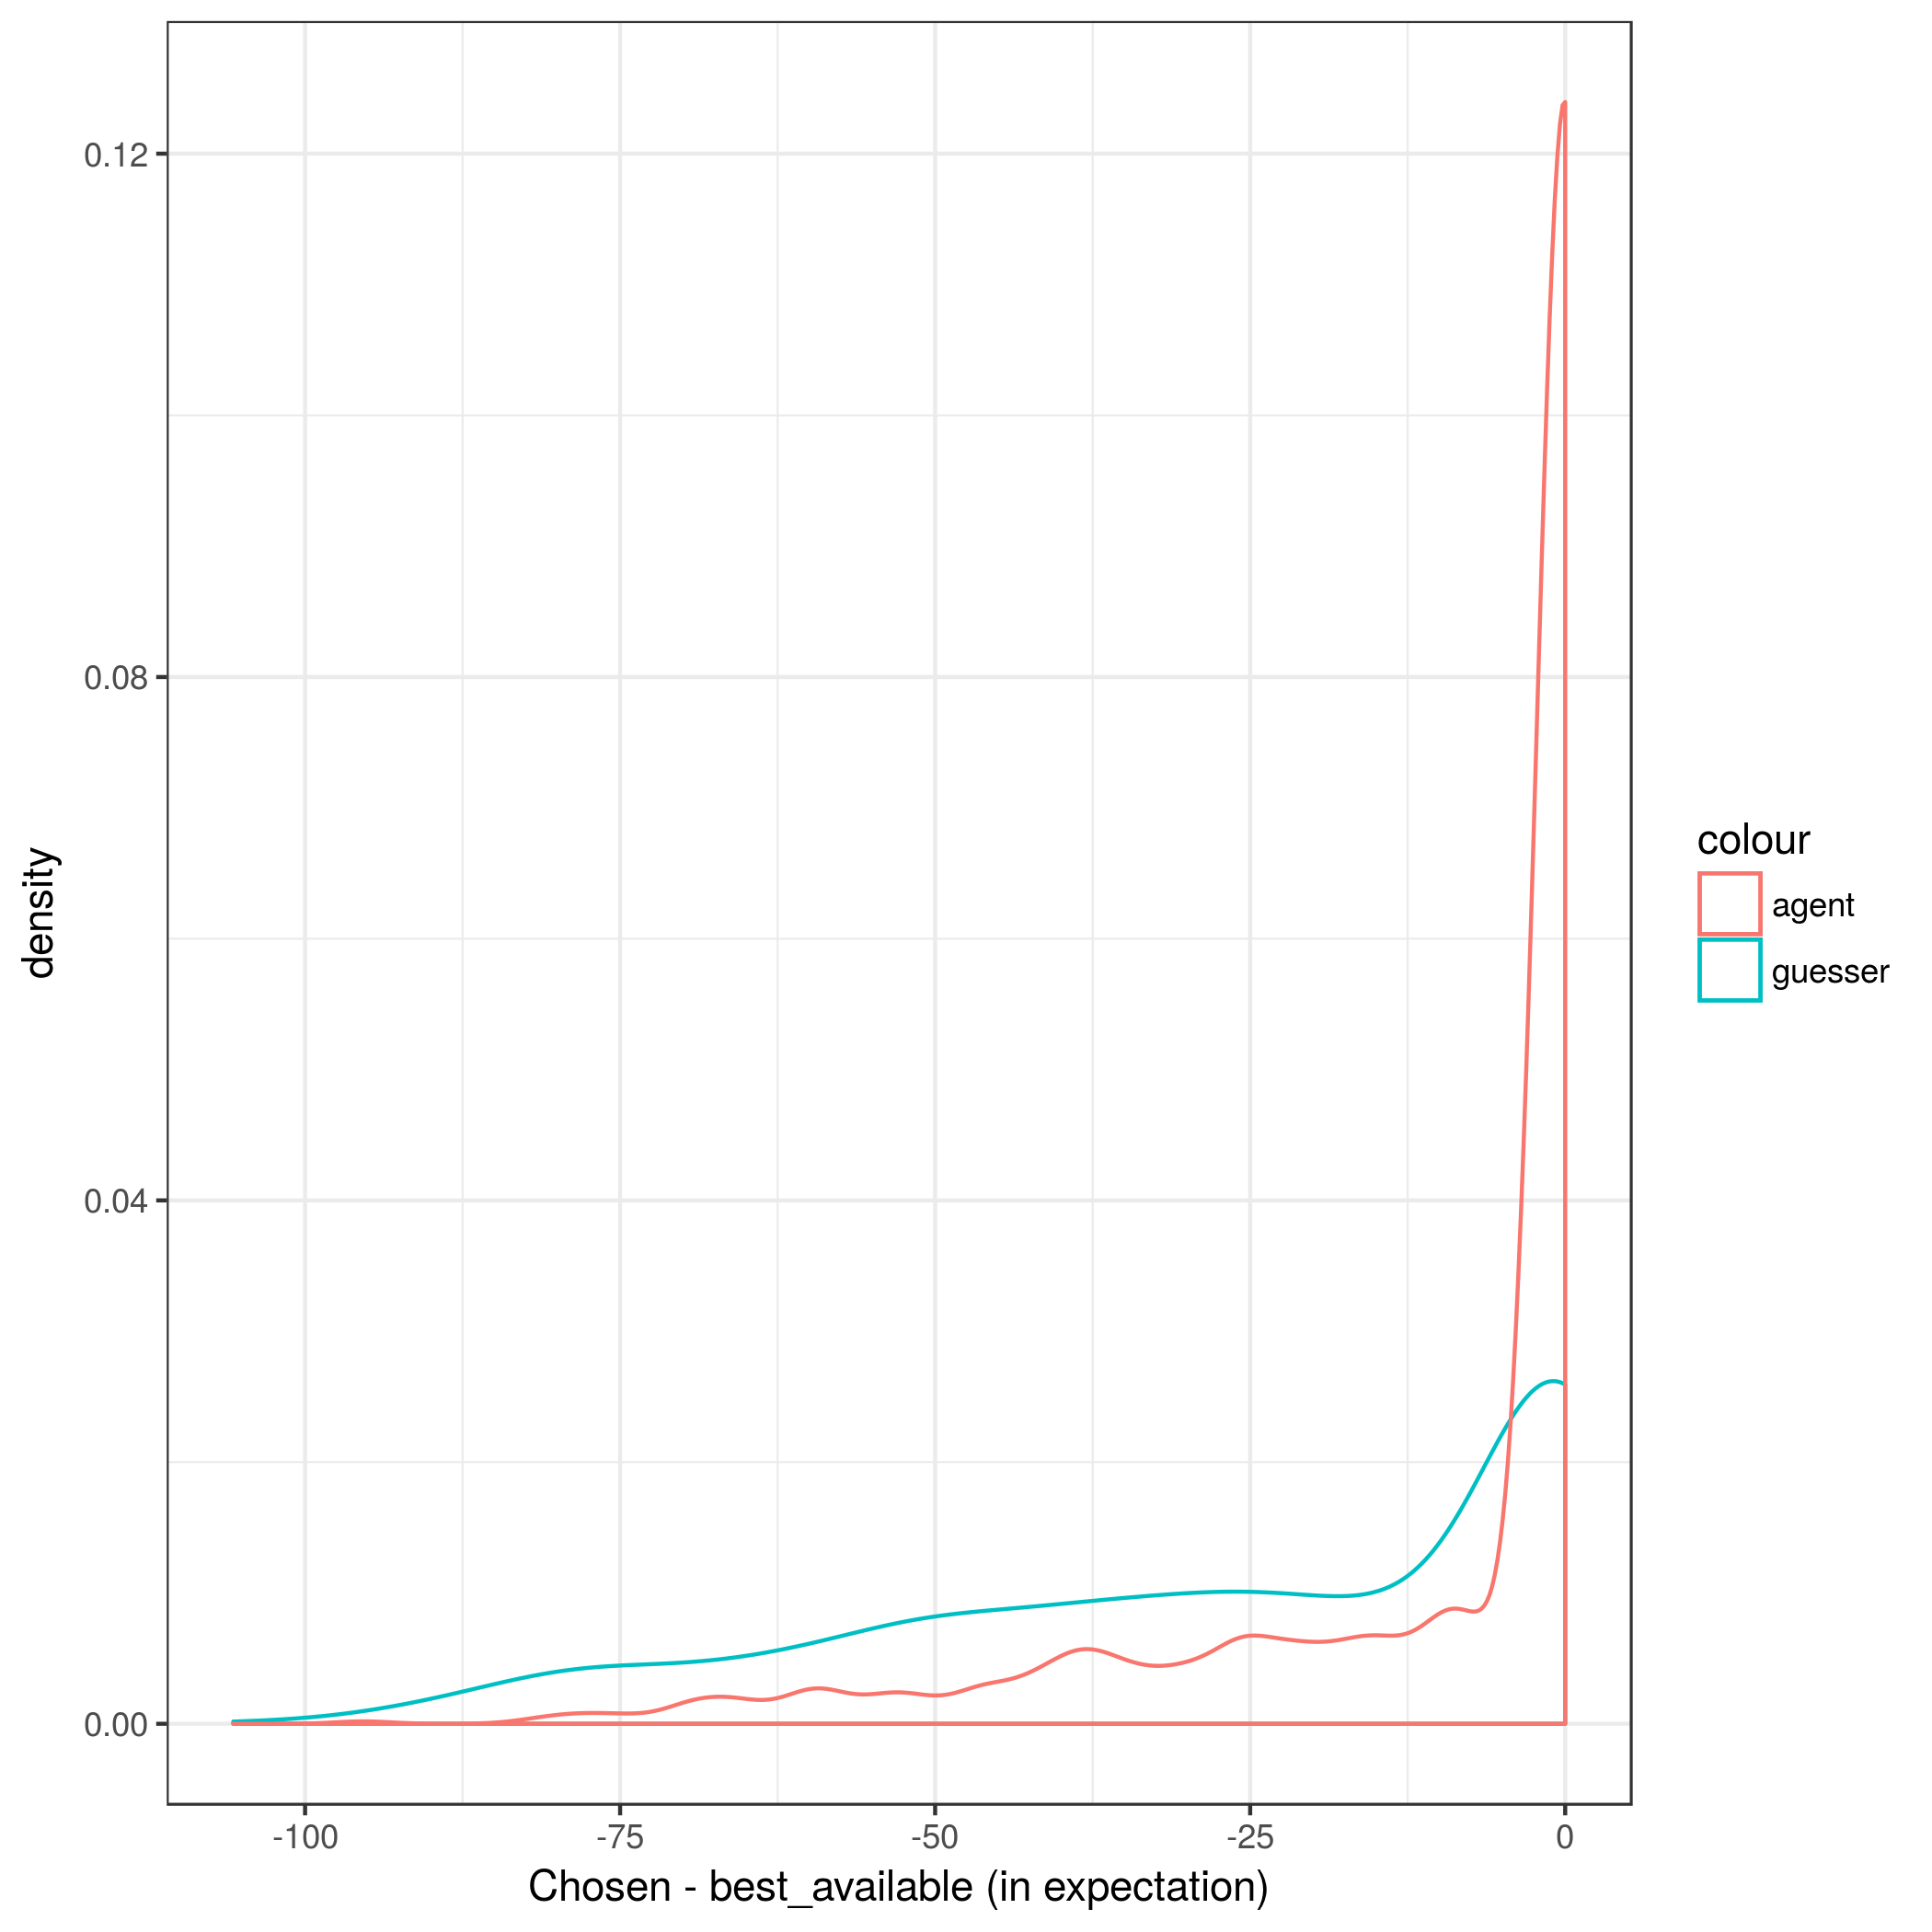 0.12
0.08
0.04
0.00
density
-100
-75
-50
-25
0
Chosen - best_available (in expectation)
colour
agent
guesser